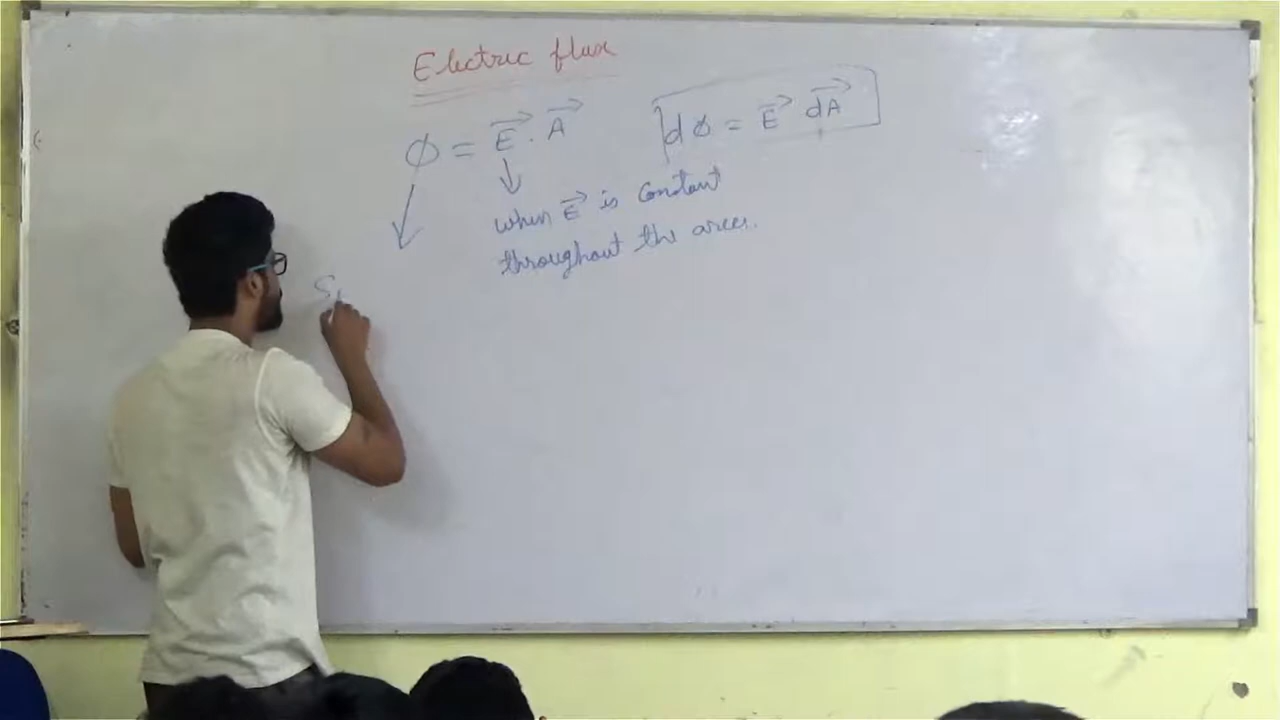 Electric flux
ϕ = E⃗ . A⃗
dϕ = E⃗ dA⃗
when E⃗ is constant
throughout the area.
S